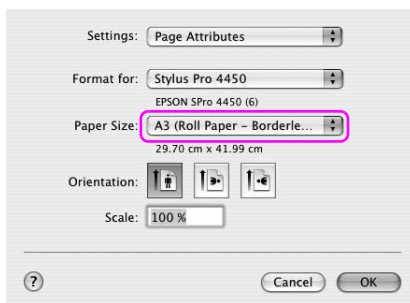 Settings: Page Attributes
Format for: Stylus Pro 4450
EPSON SPro 4450 (6)
Paper Size: A3 (Roll Paper – Borderle...
29.70 cm x 41.99 cm
Orientation:
Scale: 100 %
? Cancel OK